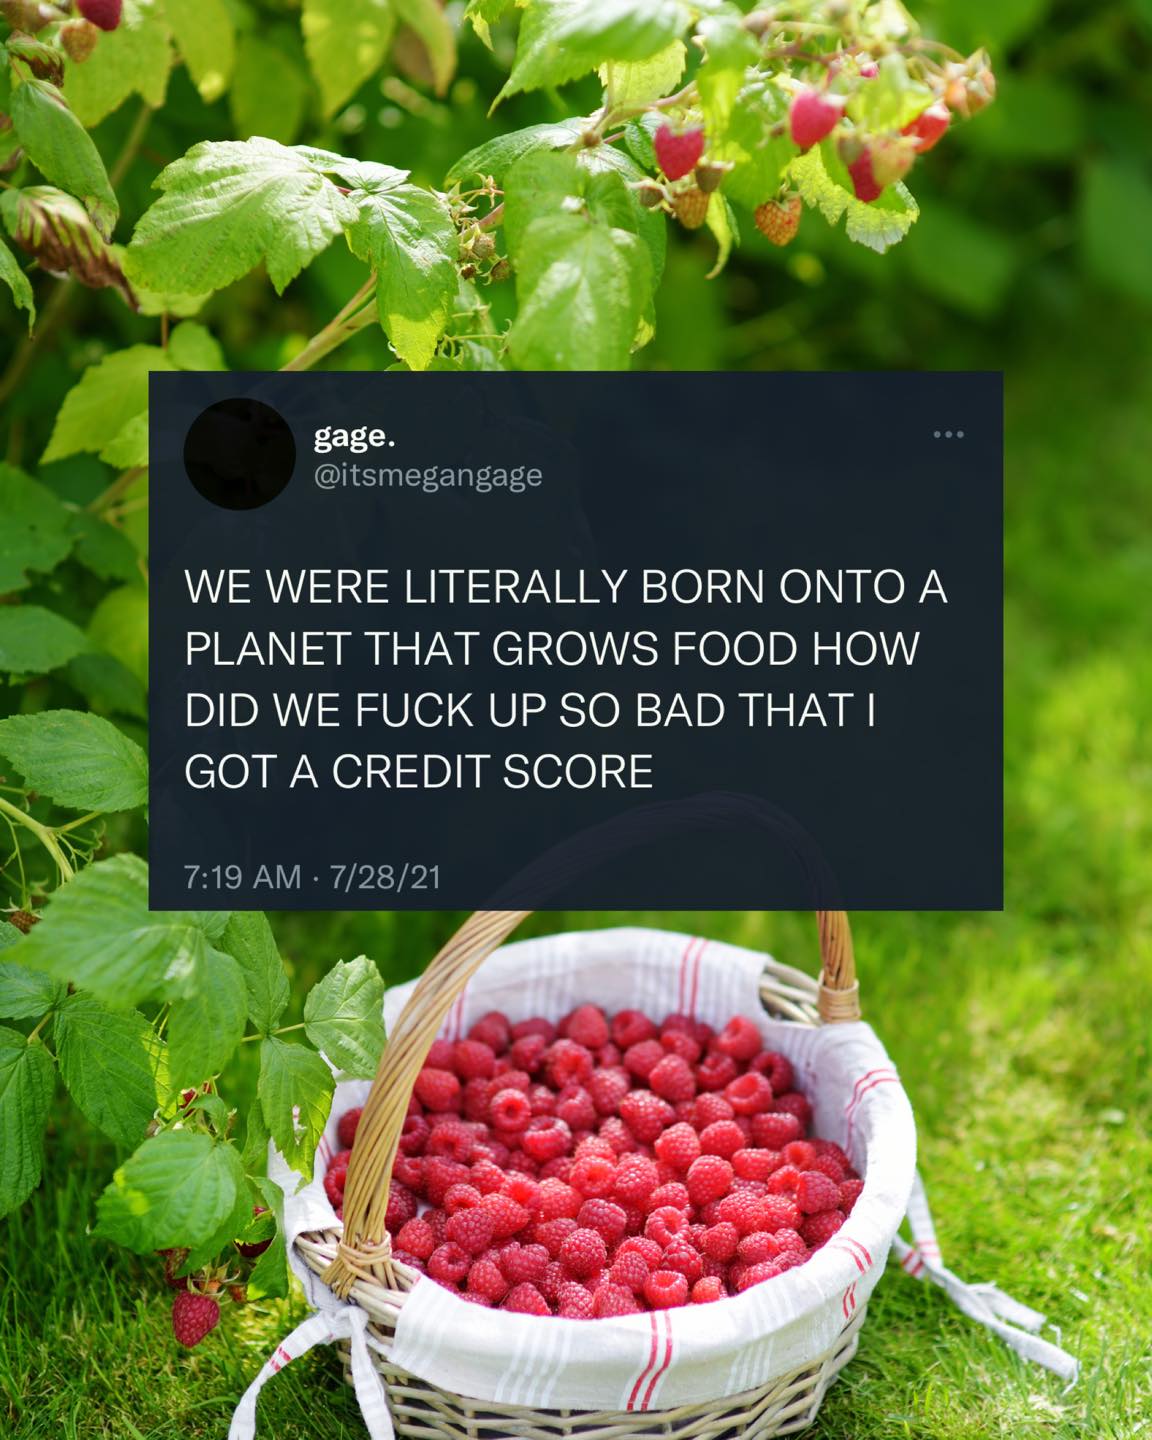 gage.
@itsmegangage
WE WERE LITERALLY BORN ONTO A
PLANET THAT GROWS FOOD HOW
DID WE FUCK UP SO BAD THAT I
GOT A CREDIT SCORE
7:19 AM · 7/28/21